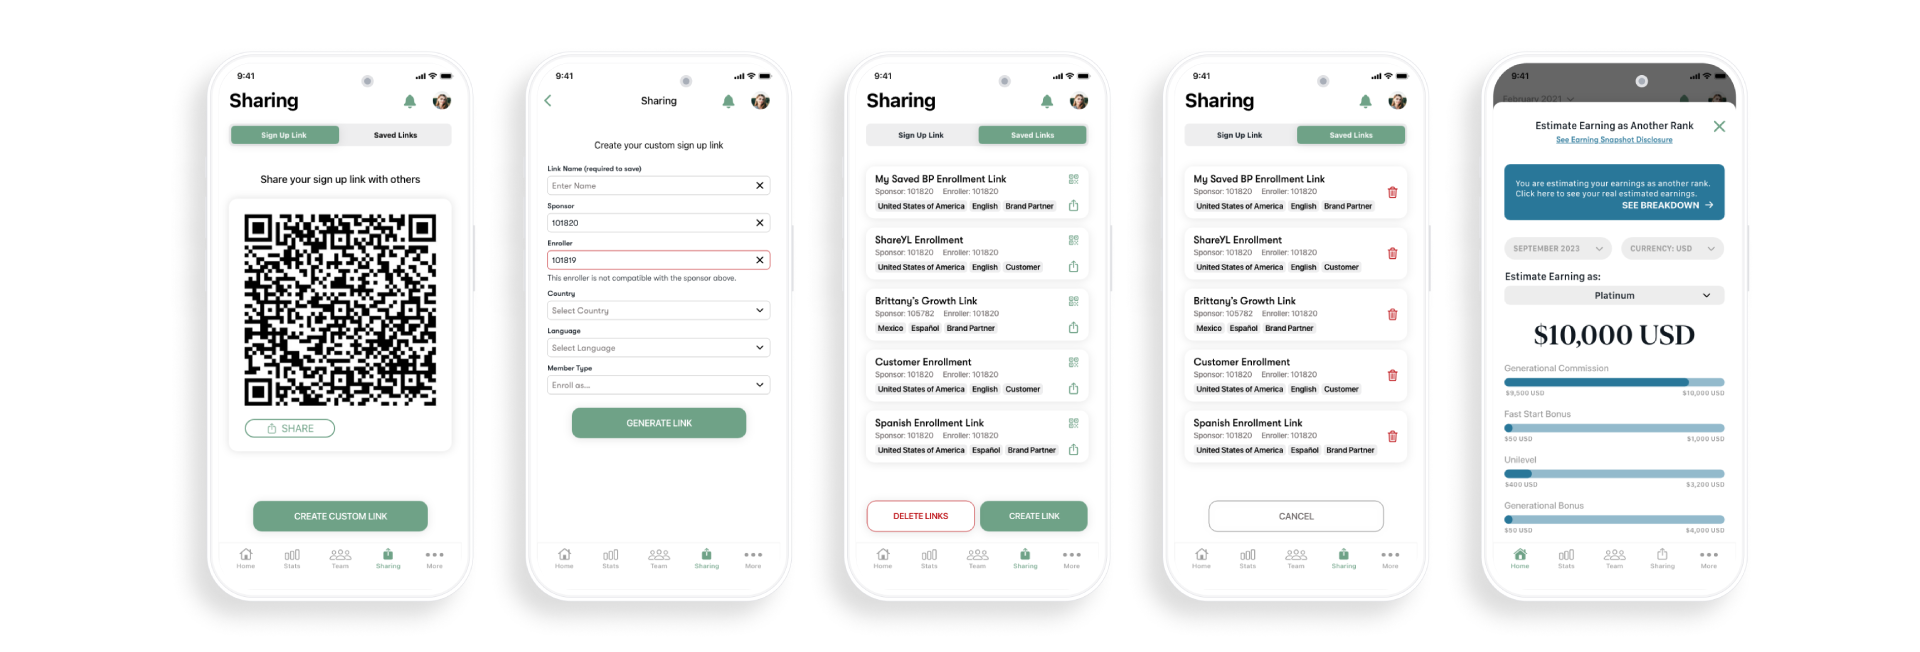 9:41
Sharing
Sign Up Link Saved Links
Share your sign up link with others
SHARE
CREATE CUSTOM LINK
Home Stats Team Sharing More
9:41
Sharing
Create your custom sign up link
Link Name (required to save)
Enter Name
Sponsor
101820
Enroller
101819
This enroller is not compatible with the sponsor above.
Country
Select Country
Language
Select Language
Member Type
Enroll as...
GENERATE LINK
Home Stats Team Sharing More
9:41
Sharing
Sign Up Link Saved Links
My Saved BP Enrollment Link
Sponsor: 101820 Enroller: 101820
United States of America English Brand Partner
ShareYL Enrollment
Sponsor: 101820 Enroller: 101820
United States of America English Customer
Brittany's Growth Link
Sponsor: 105782 Enroller: 101820
Mexico Español Brand Partner
Customer Enrollment
Sponsor: 101820 Enroller: 101820
United States of America English Customer
Spanish Enrollment Link
Sponsor: 101820 Enroller: 101820
United States of America Español Brand Partner
DELETE LINKS CREATE LINK
Home Stats Team Sharing More
9:41
Sharing
Sign Up Link Saved Links
My Saved BP Enrollment Link
Sponsor: 101820 Enroller: 101820
United States of America English Brand Partner
ShareYL Enrollment
Sponsor: 101820 Enroller: 101820
United States of America English Customer
Brittany's Growth Link
Sponsor: 105782 Enroller: 101820
Mexico Español Brand Partner
Customer Enrollment
Sponsor: 101820 Enroller: 101820
United States of America English Customer
Spanish Enrollment Link
Sponsor: 101820 Enroller: 101820
United States of America Español Brand Partner
CANCEL
Home Stats Team Sharing More
9:41
February 2021
Estimate Earning as Another Rank
See Earning Snapshot Disclosure
You are estimating your earnings as another rank.
Click here to see your real estimated earnings.
SEE BREAKDOWN
SEPTEMBER 2023 CURRENCY: USD
Estimate Earning as:
Platinum
$10,000 USD
Generational Commission
$9,500 USD $10,000 USD
Fast Start Bonus
$50 USD $1,000 USD
Unilevel
$400 USD $3,200 USD
Generational Bonus
$50 USD $4,000 USD
Home Stats Team Sharing More